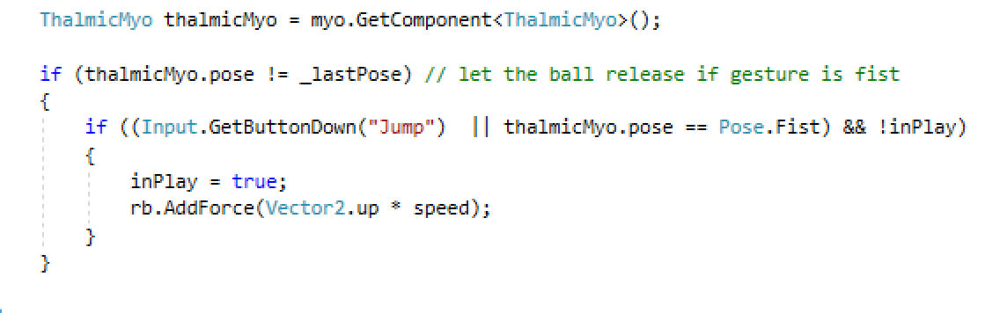 ThalmicMyo thalmicMyo = myo.GetComponent<ThalmicMyo>();
if (thalmicMyo.pose != _lastPose) // let the ball release if gesture is fist
{
if ((Input.GetButtonDown("Jump")  || thalmicMyo.pose == Pose.Fist) && !inPlay)
{
inPlay = true;
rb.AddForce(Vector2.up * speed);
}
}